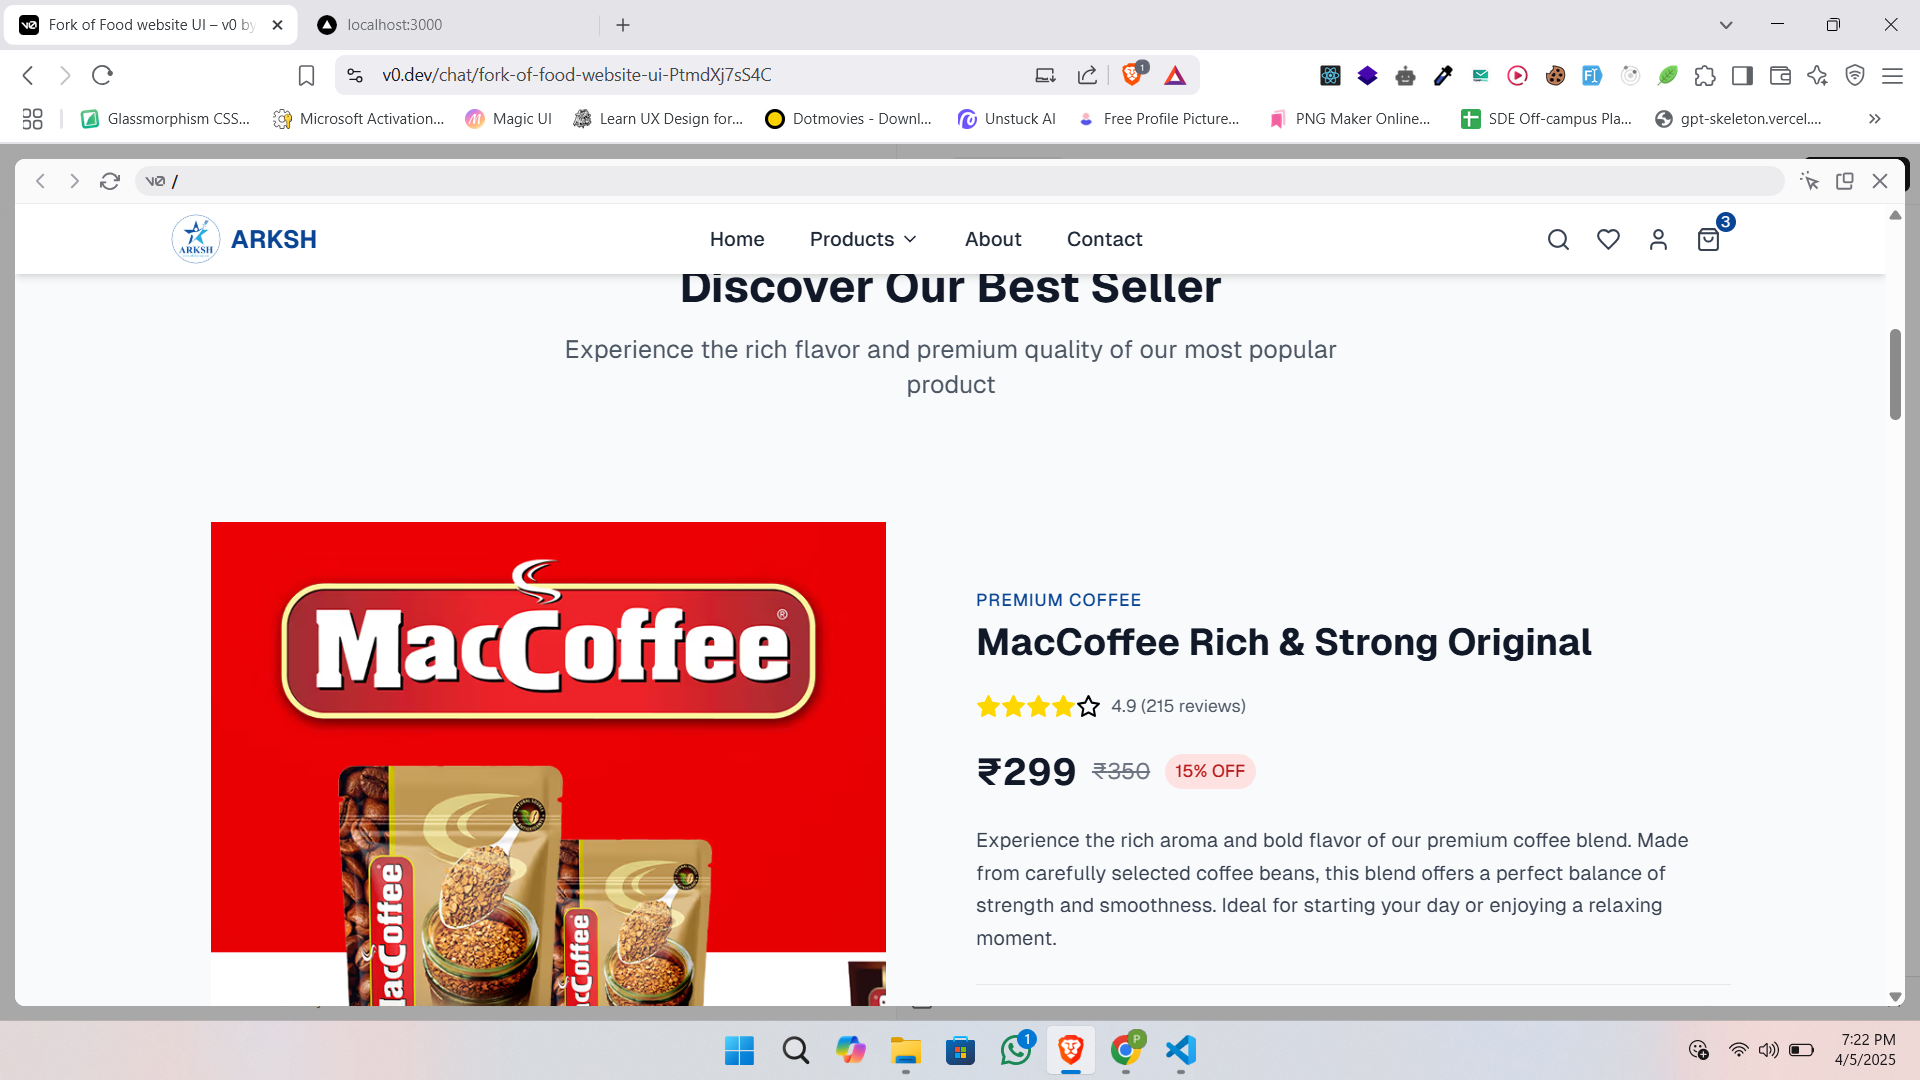 Fork of Food website UI – v0 by
localhost:3000
v0.dev/chat/fork-of-food-website-ui-PtmdXj7sS4C
1
Glassmorphism CSS...
Microsoft Activation...
Magic UI
Learn UX Design for...
Dotmovies - Downl...
Unstuck AI
Free Profile Picture...
PNG Maker Online...
SDE Off-campus Pla...
gpt-skeleton.vercel....
v0 /
ARKSH
ARKSH
Home
Products
About
Contact
3
Discover Our Best Seller
Experience the rich flavor and premium quality of our most popular
product
MacCoffee ®
MacCoffee
MacCoffee
PREMIUM COFFEE
MacCoffee Rich & Strong Original
4.9 (215 reviews)
₹299 ₹350 15% OFF
Experience the rich aroma and bold flavor of our premium coffee blend. Made
from carefully selected coffee beans, this blend offers a perfect balance of
strength and smoothness. Ideal for starting your day or enjoying a relaxing
moment.
1
P
7:22 PM
4/5/2025